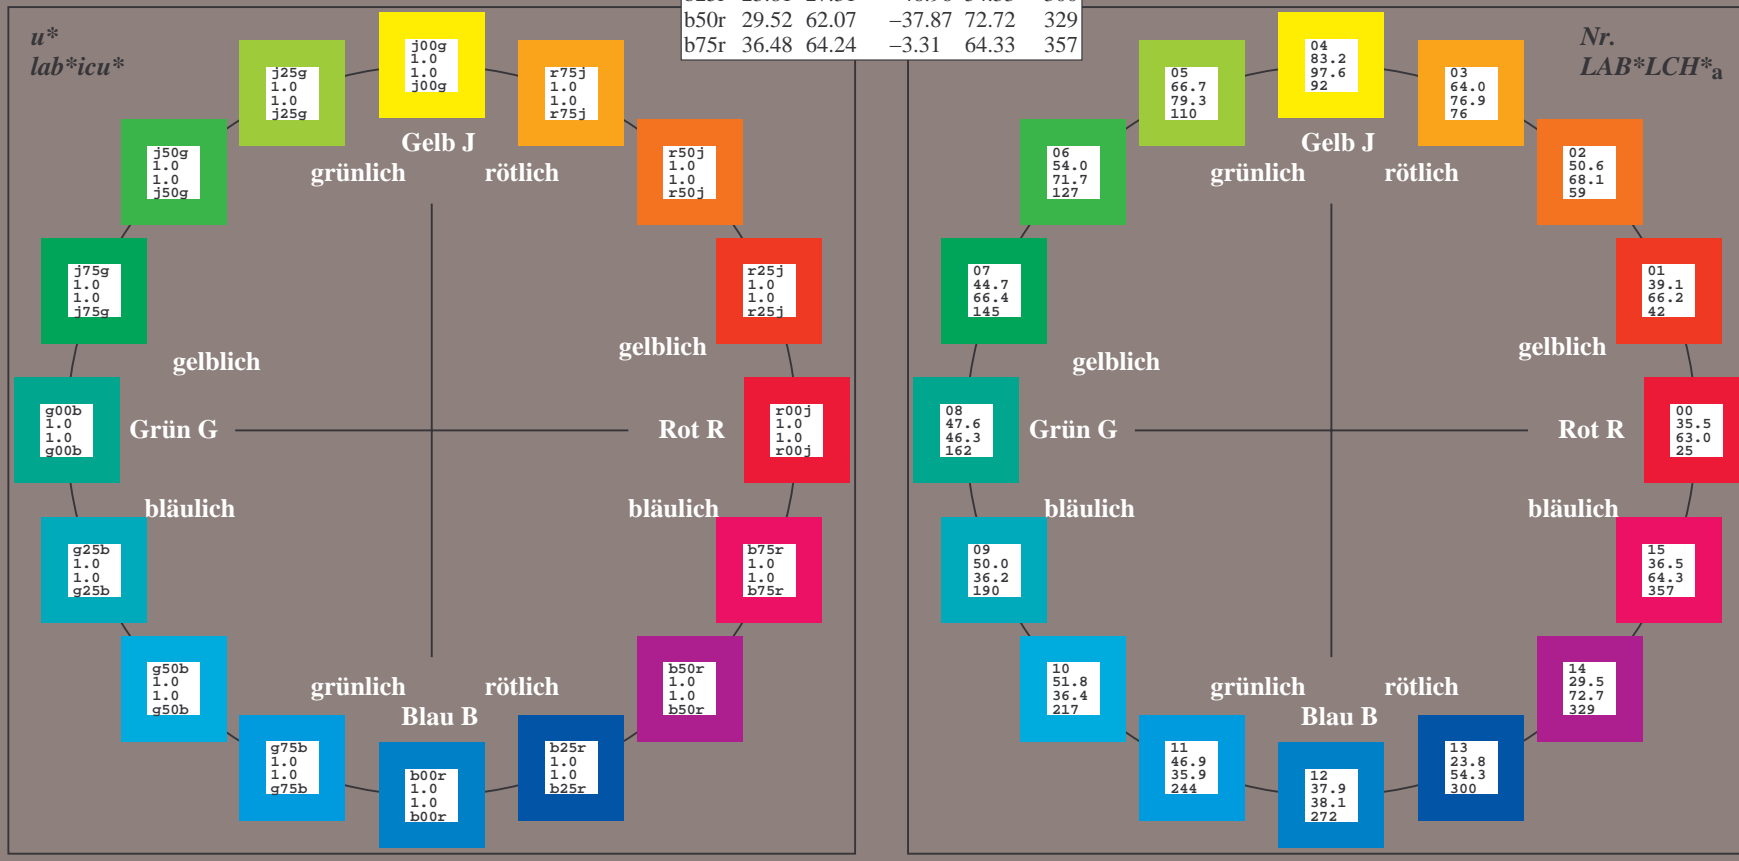 b50r 29.52 62.07 −37.87 72.72 329
b75r 36.48 64.24 −3.31 64.33 357
u*
lab*icu*
j00g
1.0
1.0
j00g
j25g
1.0
1.0
j25g
r75j
1.0
1.0
r75j
Gelb J
grünlich rötlich
j50g
1.0
1.0
j50g
r50j
1.0
1.0
r50j
j75g
1.0
1.0
j75g
r25j
1.0
1.0
r25j
gelblich gelblich
g00b
1.0
1.0
g00b
Grün G Rot R
r00j
1.0
1.0
r00j
bläulich bläulich
g25b
1.0
1.0
g25b
b75r
1.0
1.0
b75r
g50b
1.0
1.0
g50b
b50r
1.0
1.0
b50r
grünlich rötlich
Blau B
g75b
1.0
1.0
g75b
b00r
1.0
1.0
b00r
b25r
1.0
1.0
b25r
Nr.
LAB*LCH*a
04
83.2
97.6
92
05
66.7
79.3
110
03
64.0
76.9
76
Gelb J
grünlich rötlich
06
54.0
71.7
127
02
50.6
68.1
59
07
44.7
66.4
145
01
39.1
66.2
42
gelblich gelblich
08
47.6
46.3
162
Grün G Rot R
00
35.5
63.0
25
bläulich bläulich
09
50.0
36.2
190
15
36.5
64.3
357
10
51.8
36.4
217
14
29.5
72.7
329
grünlich rötlich
Blau B
11
46.9
35.9
244
12
37.9
38.1
272
13
23.8
54.3
300